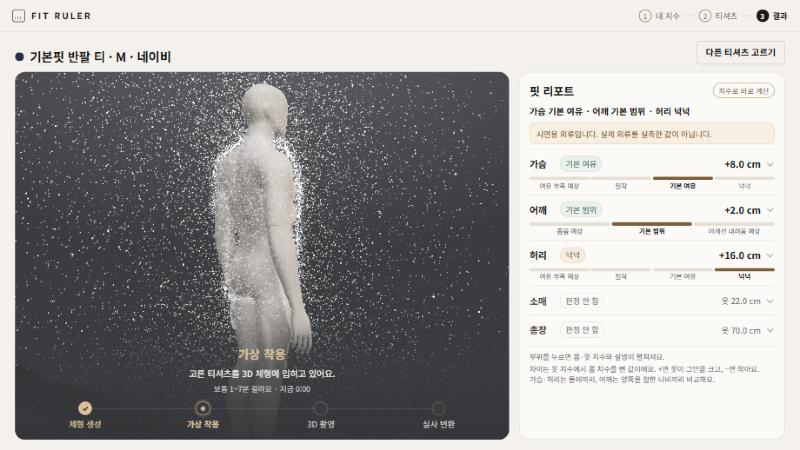 FIT RULER
1 내 치수
2 티셔츠
3 결과
기본핏 반팔 티 · M · 네이비
다른 티셔츠 고르기
가상 착용
고른 티셔츠를 3D 체형에 입히고 있어요.
보통 1~7분 걸려요 · 지금 0:00
체형 생성
가상 착용
3D 촬영
실사 변환
핏 리포트
치수로 바로 계산
가슴 기본 여유 · 어깨 기본 범위 · 허리 넉넉
시연용 의류입니다. 실제 의류를 실측한 값이 아닙니다.
가슴 기본 여유 +8.0 cm
여유 부족 예상 밀착 기본 여유 넉넉
어깨 기본 범위 +2.0 cm
좁음 예상 기본 범위 어깨선 내려옴 예상
허리 넉넉 +16.0 cm
여유 부족 예상 밀착 기본 여유 넉넉
소매 판정 안 함 옷 22.0 cm
총장 판정 안 함 옷 70.0 cm
부위를 누르면 몸·옷 치수와 설명이 펼쳐져요.
차이는 옷 치수에서 몸 치수를 뺀 값이에요. +면 옷이 그만큼 크고, −면 작아요.
가슴·허리는 둘레끼리, 어깨는 양쪽을 합한 너비끼리 비교해요.